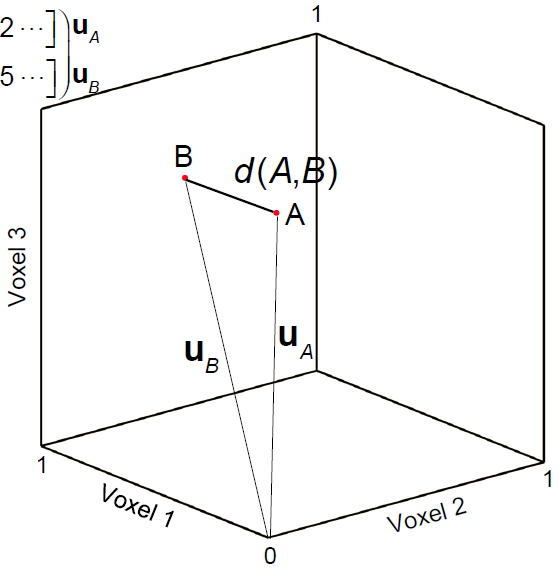 2 ⋯] u_A
5 ⋯] u_B
1
B
d(A,B)
A
Voxel 3
u_B
u_A
1
1
Voxel 1
Voxel 2
0